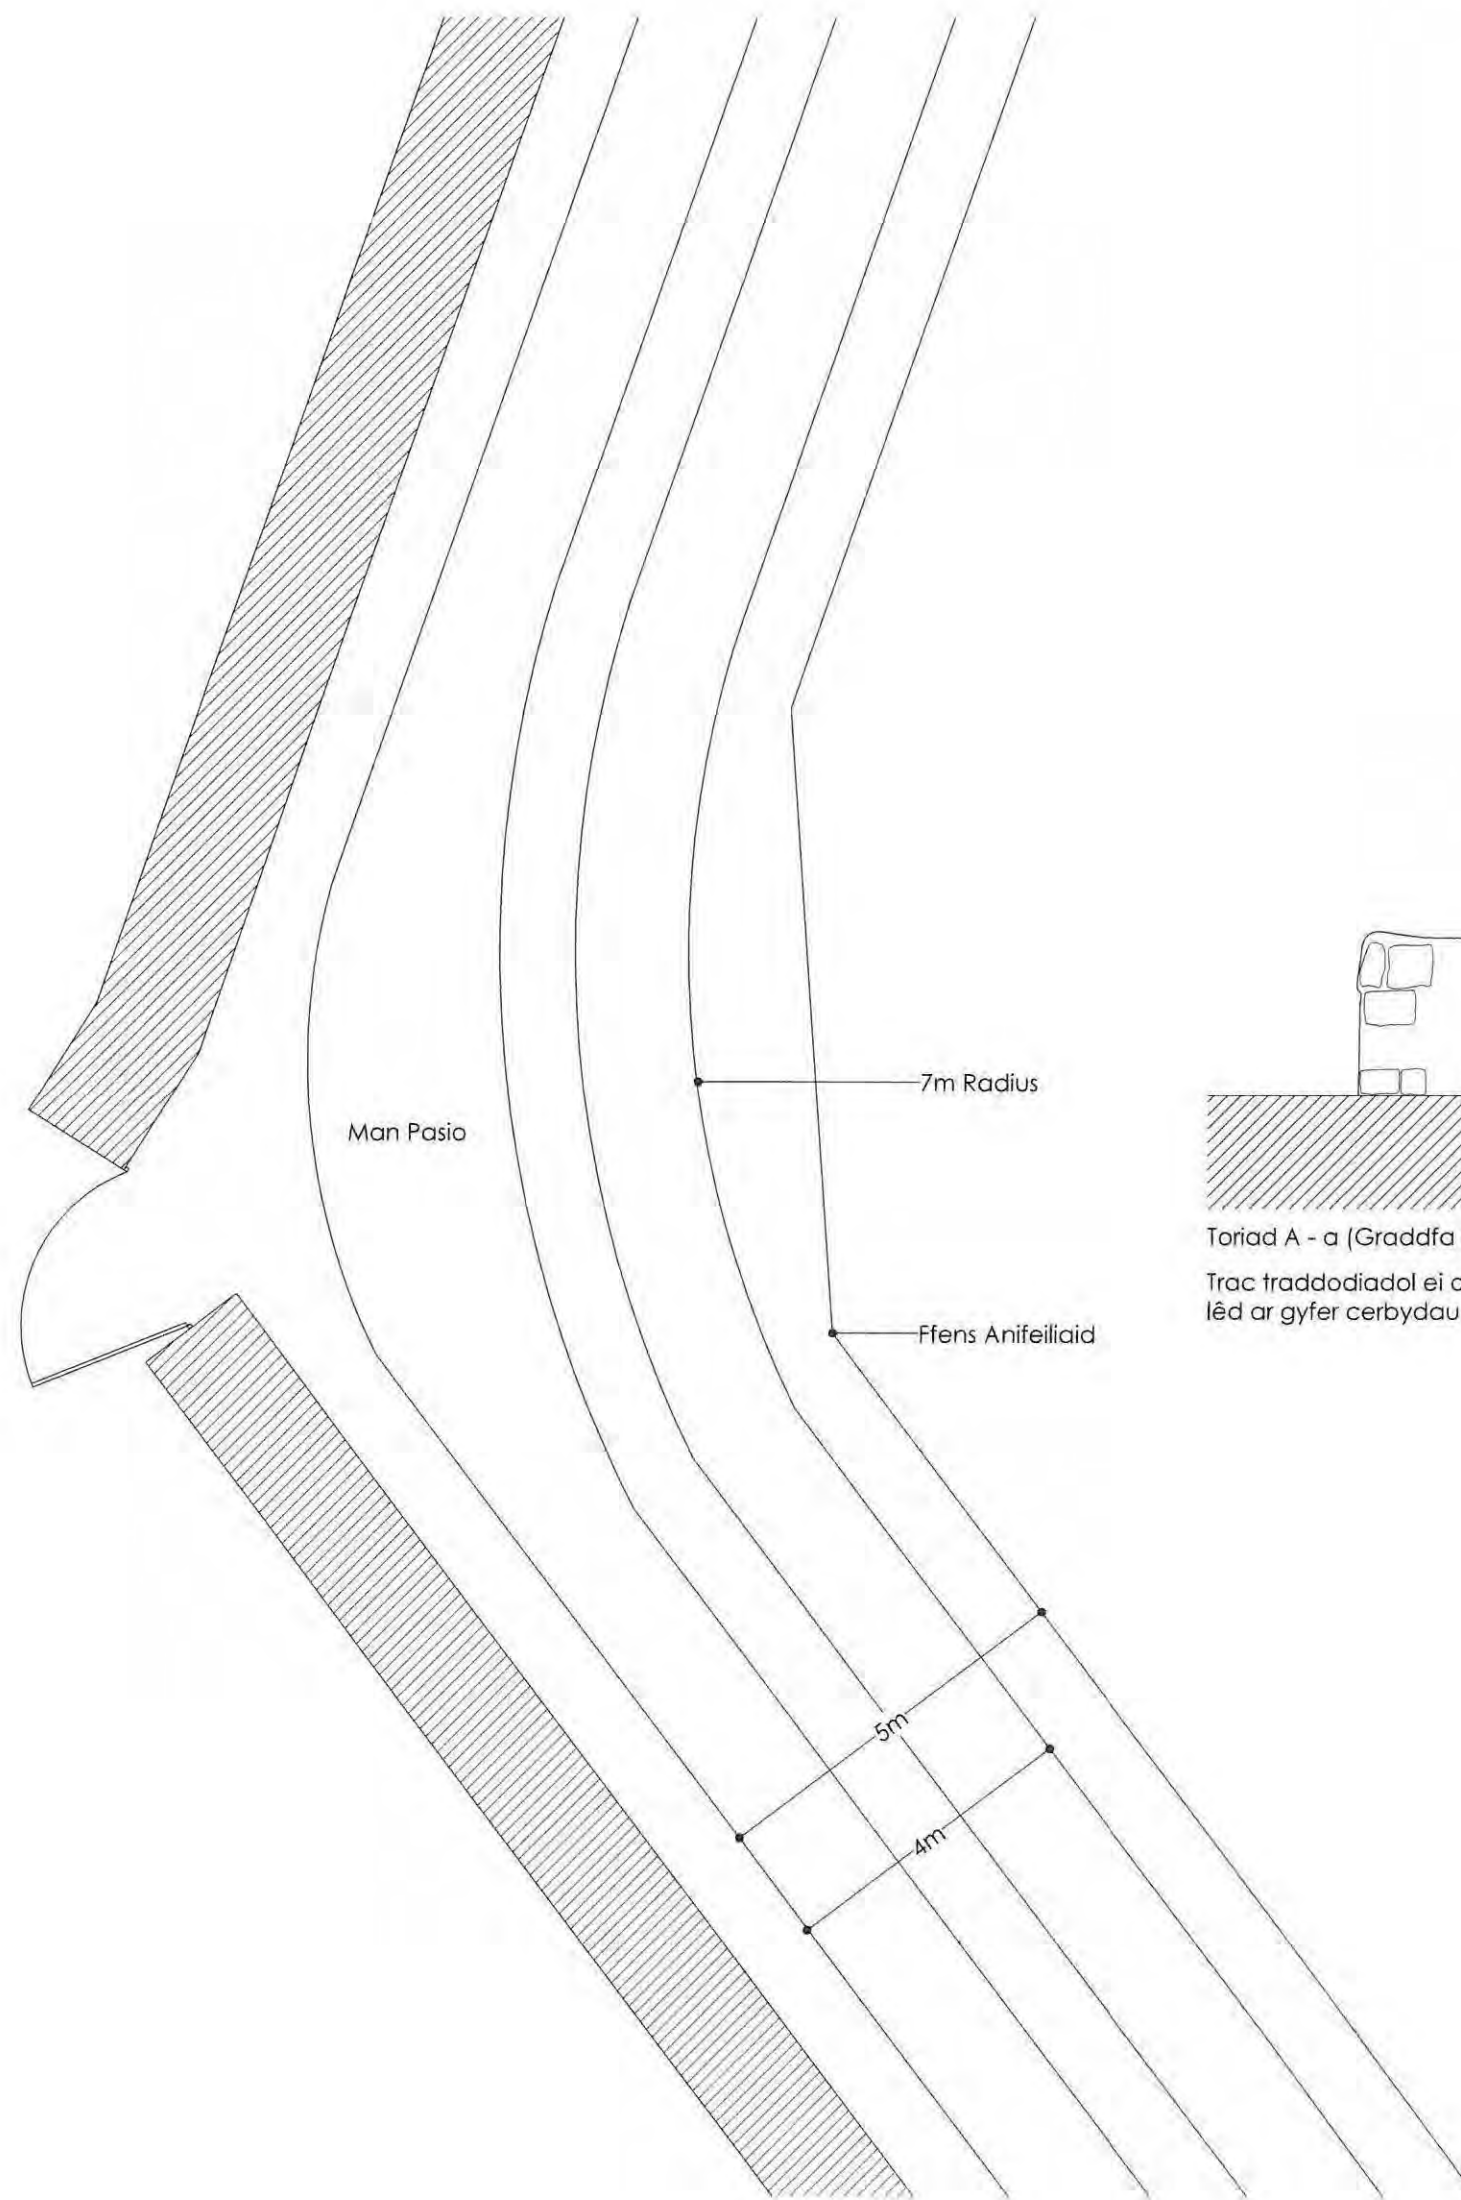 7m Radius
Man Pasio
Toriad A - a (Graddfa
Trac traddodiadol ei
lêd ar gyfer cerbydau
Ffens Anifeiliaid
5m
4m